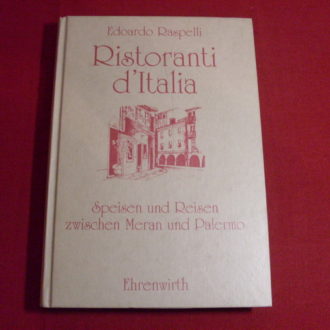 Edoardo Raspelli
Ristoranti
d'Italia
Speisen und Reisen
zwischen Meran und Palermo
Ehrenwirth